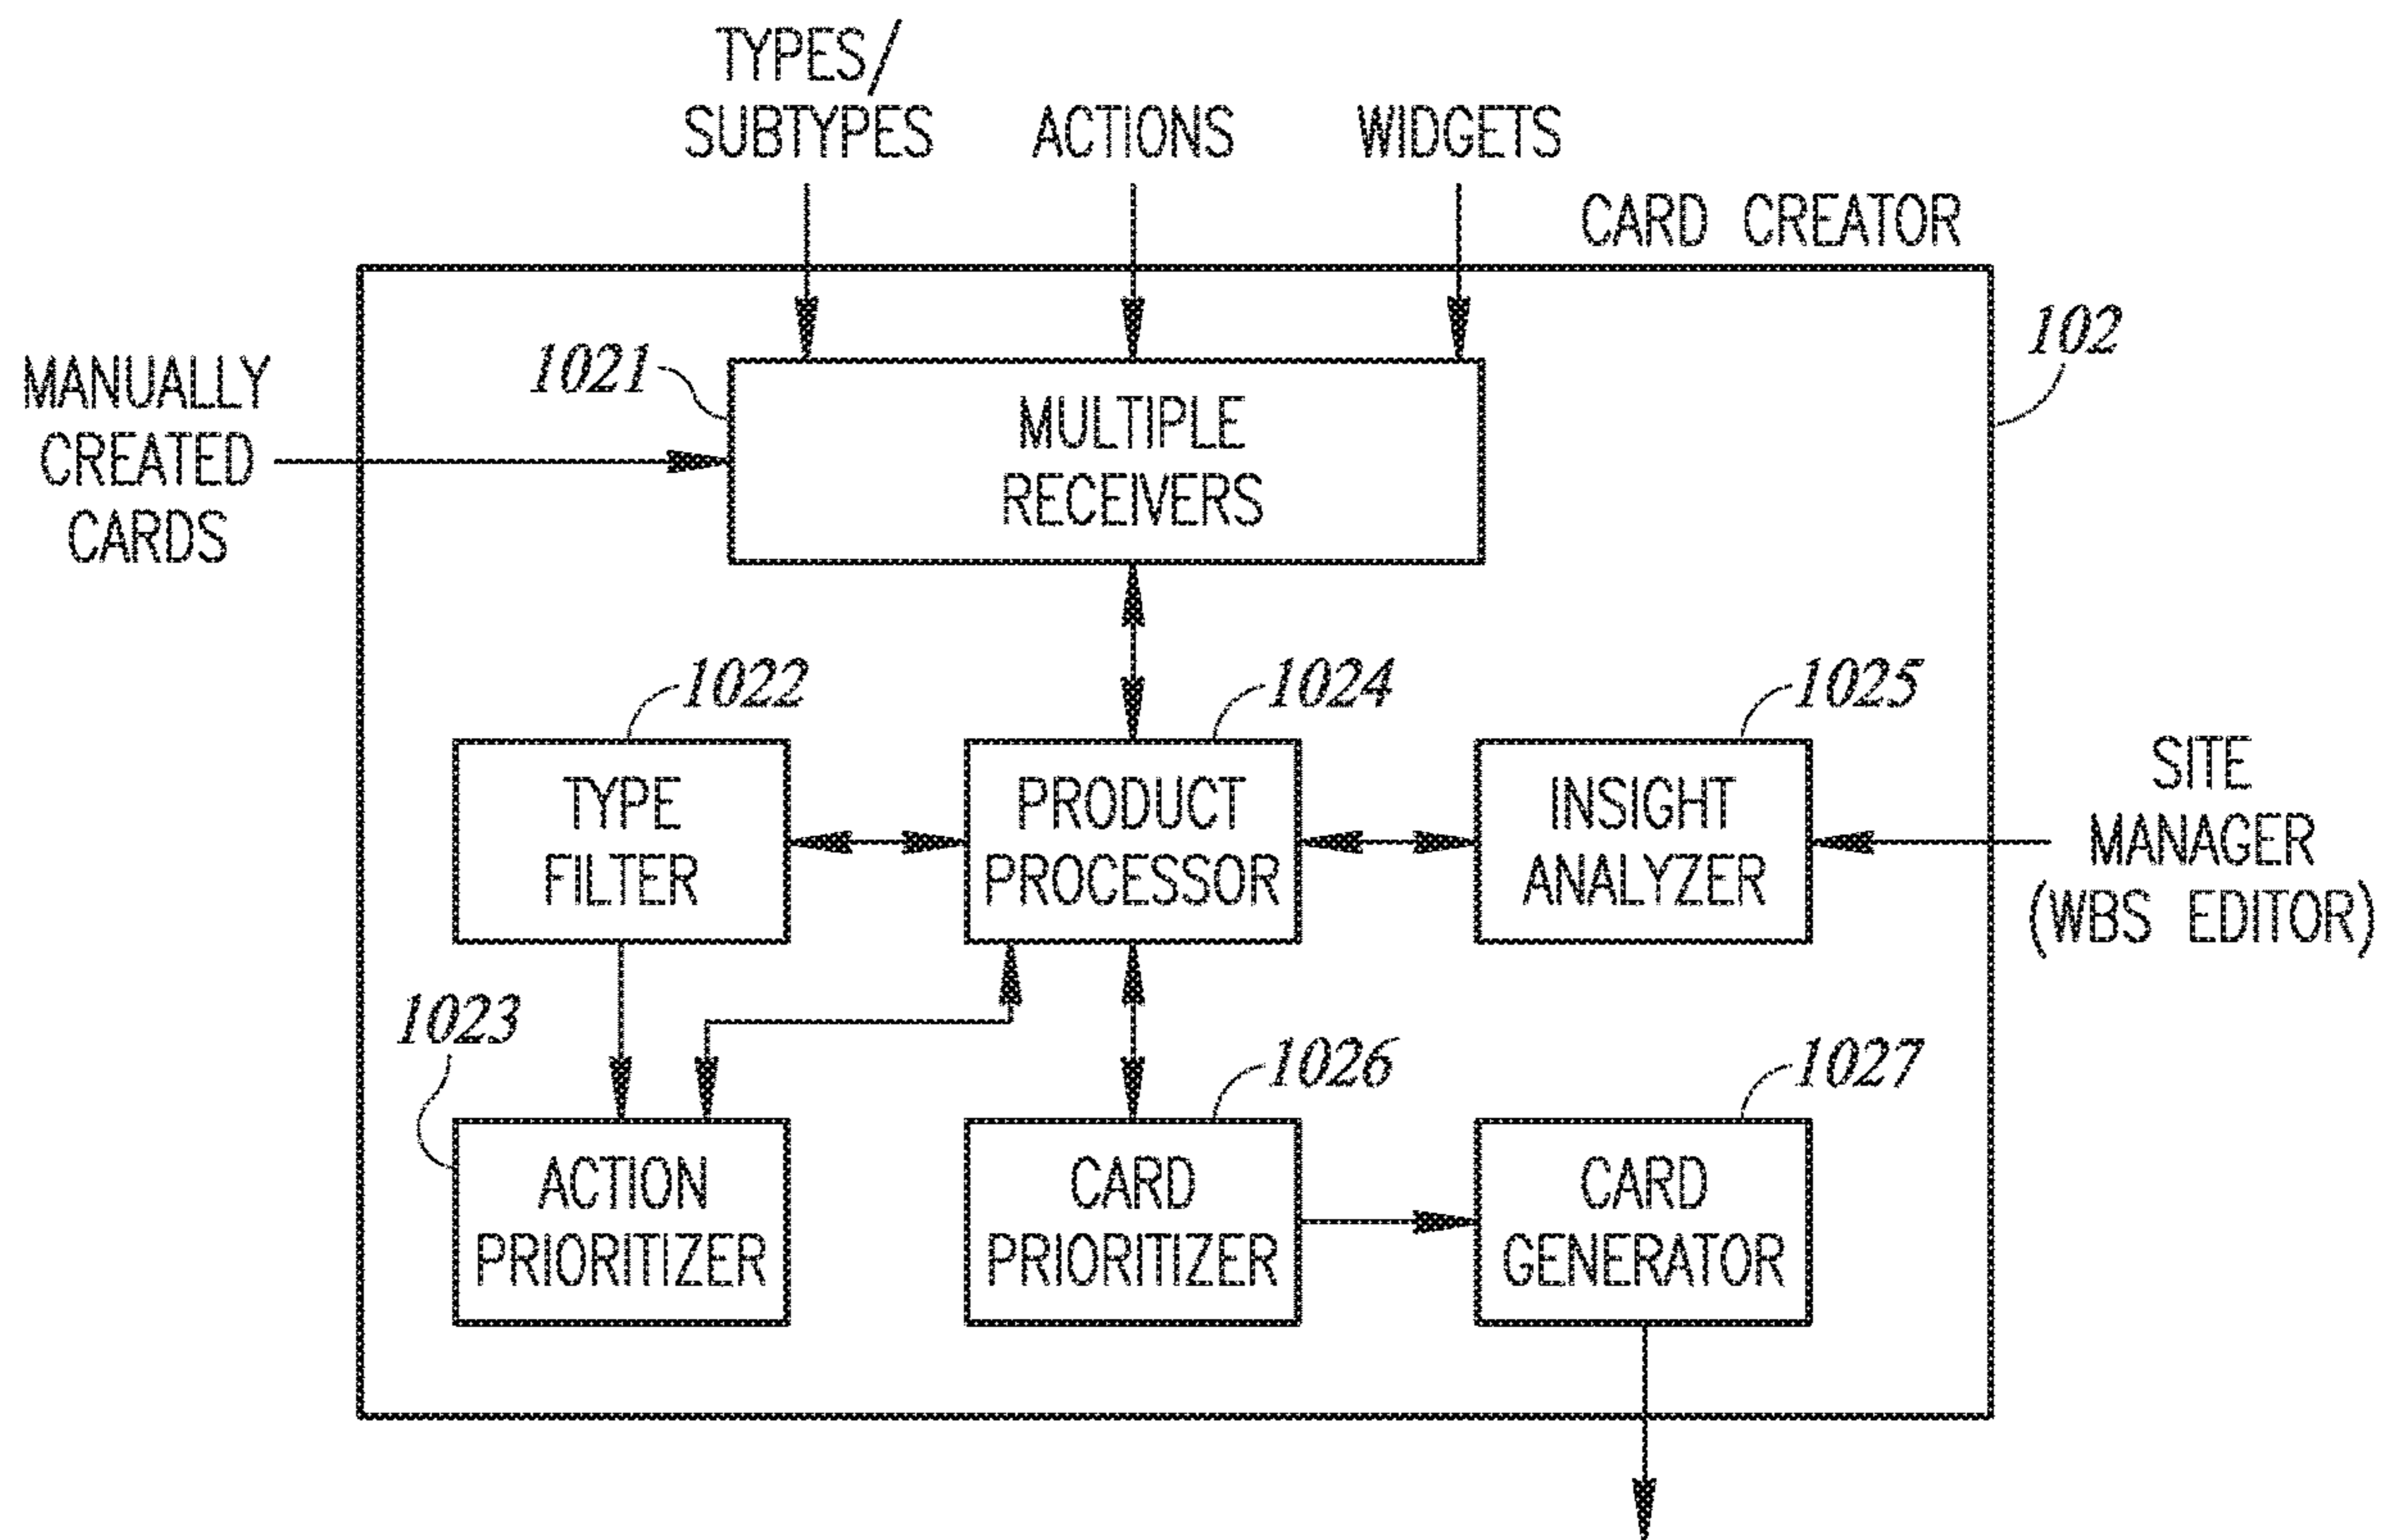 TYPES/
SUBTYPES
ACTIONS
WIDGETS
CARD CREATOR
102
MANUALLY
CREATED
CARDS
1021
MULTIPLE
RECEIVERS
1022
TYPE
FILTER
1024
PRODUCT
PROCESSOR
1025
INSIGHT
ANALYZER
SITE
MANAGER
(WBS EDITOR)
1023
ACTION
PRIORITIZER
1026
CARD
PRIORITIZER
1027
CARD
GENERATOR